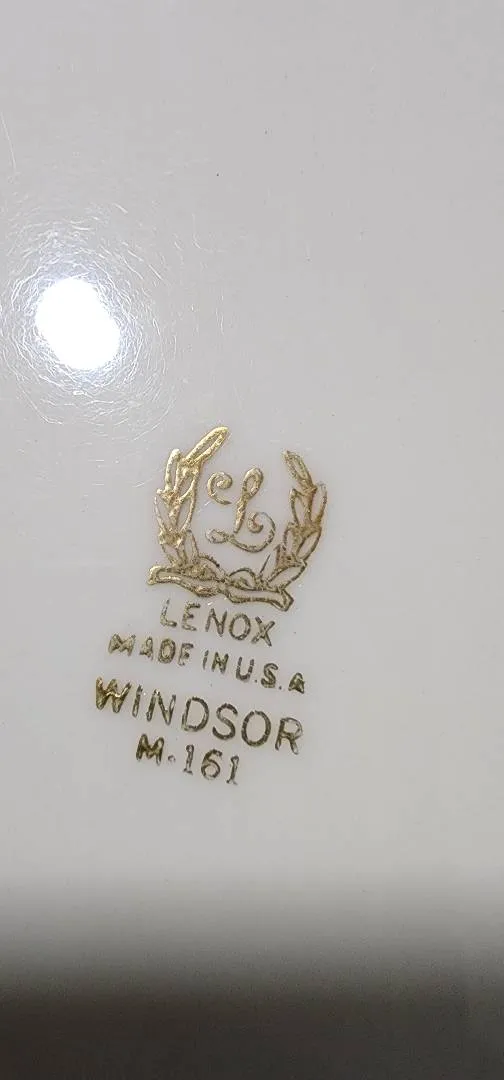 L
LENOX
MADE IN U.S.A
WINDSOR
M-161